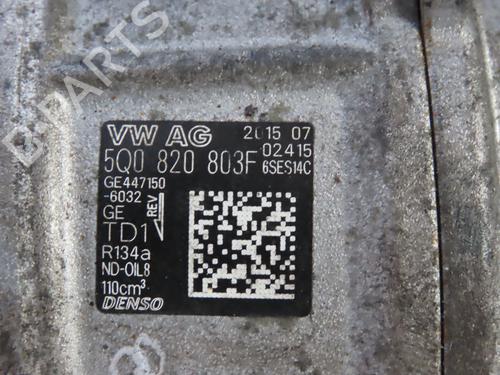 B-PARTS
VW AG 2015 07
02415
5Q0 820 803F 6SES14C
GE447150
-6032
GE REV
TD1
R134a
ND-OIL8
110cm³
DENSO